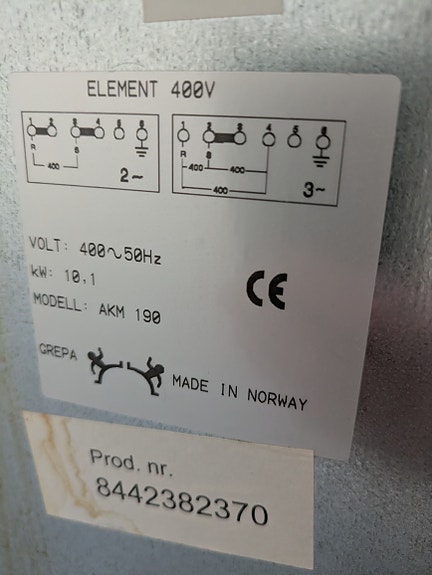 ELEMENT 400V
1 2 3 4 5 6
R 400 S
2~
1 2 3 4 5 6
R 400 S 400
400
3~
VOLT: 400~50Hz
kW: 10,1
MODELL: AKM 190
CE
GREPA MADE IN NORWAY
Prod. nr.
8442382370